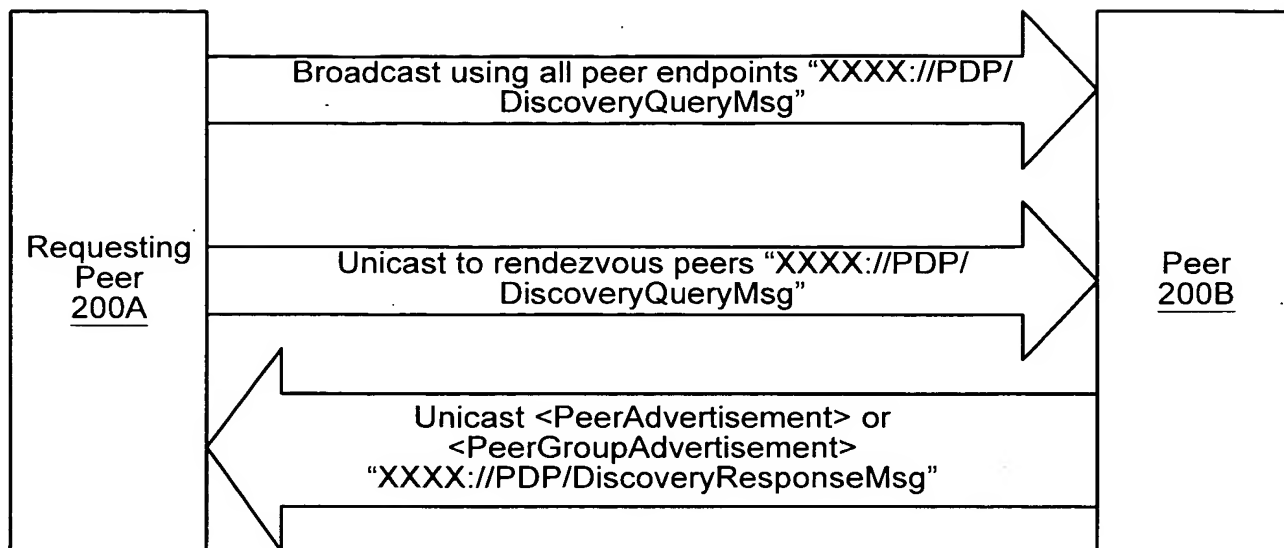 Broadcast using all peer endpoints “XXXX://PDP/
DiscoveryQueryMsg”
Requesting
Peer
200A
Unicast to rendezvous peers “XXXX://PDP/
DiscoveryQueryMsg”
Peer
200B
Unicast <PeerAdvertisement> or
<PeerGroupAdvertisement>
“XXXX://PDP/DiscoveryResponseMsg”